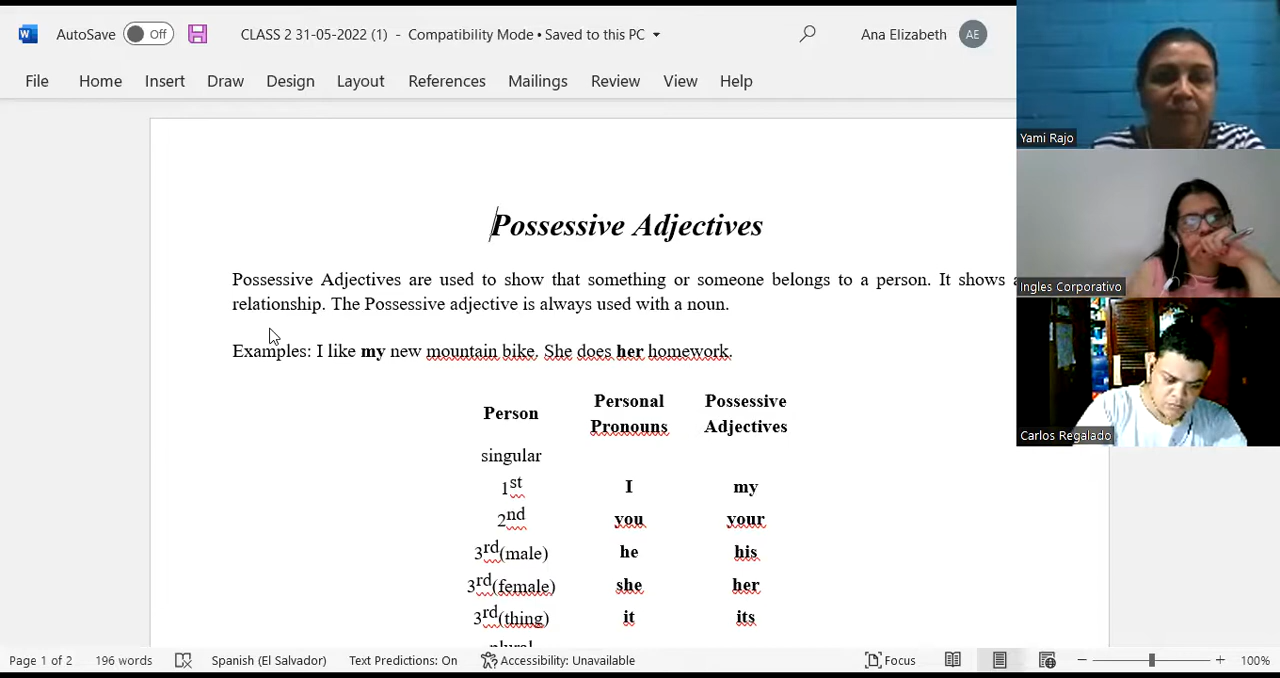 AutoSave Off CLASS 2 31-05-2022 (1) - Compatibility Mode • Saved to this PC Ana Elizabeth AE
File Home Insert Draw Design Layout References Mailings Review View Help
Yami Rajo
Possessive Adjectives
Possessive Adjectives are used to show that something or someone belongs to a person. It shows
relationship. The Possessive adjective is always used with a noun.
Ingles Corporativo
Examples: I like my new mountain bike. She does her homework.
Person Personal Pronouns Possessive Adjectives
Carlos Regalado
singular
1st I my
2nd you your
3rd(male) he his
3rd(female) she her
3rd(thing) it its
plural
Page 1 of 2 196 words Spanish (El Salvador) Text Predictions: On Accessibility: Unavailable Focus 100%